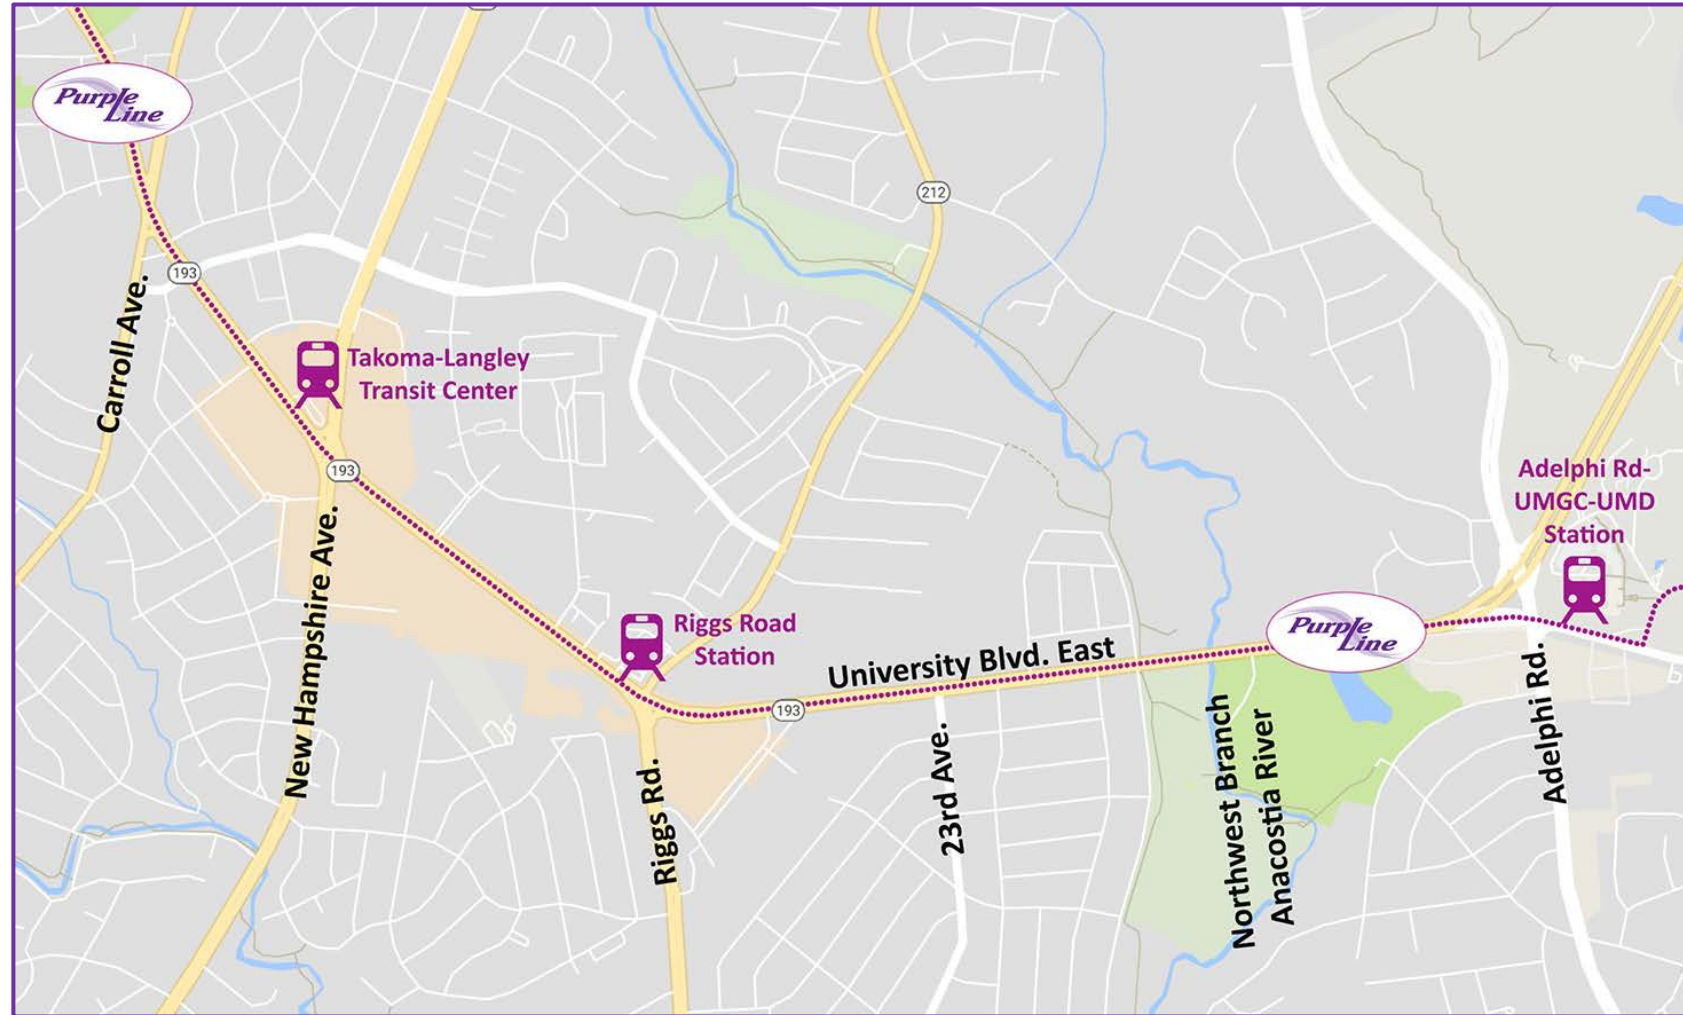 Purple
Line
212
193
Carroll Ave.
Takoma-Langley
Transit Center
193
New Hampshire Ave.
Riggs Road
Station
193
University Blvd. East
Riggs Rd.
23rd Ave.
Northwest Branch
Anacostia River
Purple
Line
Adelphi Rd-
UMGC-UMD
Station
Adelphi Rd.